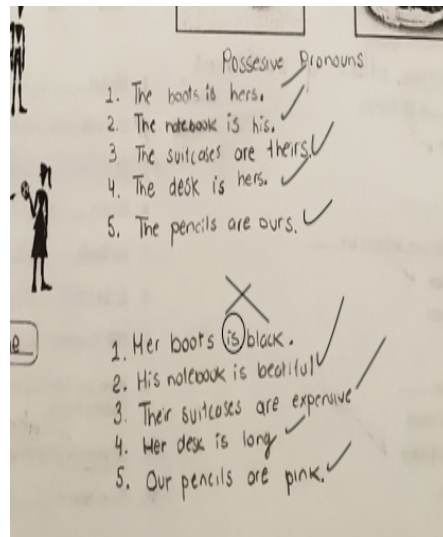 Possesive Pronouns
1. The boots is hers.
2. The notebook is his.
3. The suitcases are theirs.
4. The desk is hers.
5. The pencils are ours.
1. Her boots is black.
2. His notebook is beatiful
3. Their suitcases are expensive
4. Her desk is long
5. Our pencils are pink.